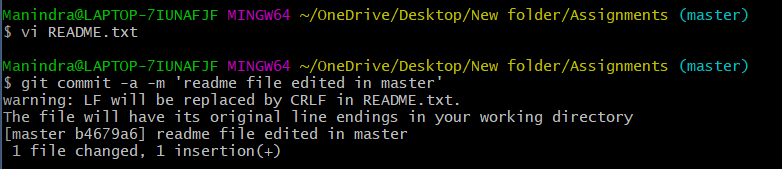 Manindra@LAPTOP-7IUNAFJF MINGW64 ~/OneDrive/Desktop/New folder/Assignments (master)
$ vi README.txt
Manindra@LAPTOP-7IUNAFJF MINGW64 ~/OneDrive/Desktop/New folder/Assignments (master)
$ git commit -a -m 'readme file edited in master'
warning: LF will be replaced by CRLF in README.txt.
The file will have its original line endings in your working directory
[master b4679a6] readme file edited in master
 1 file changed, 1 insertion(+)